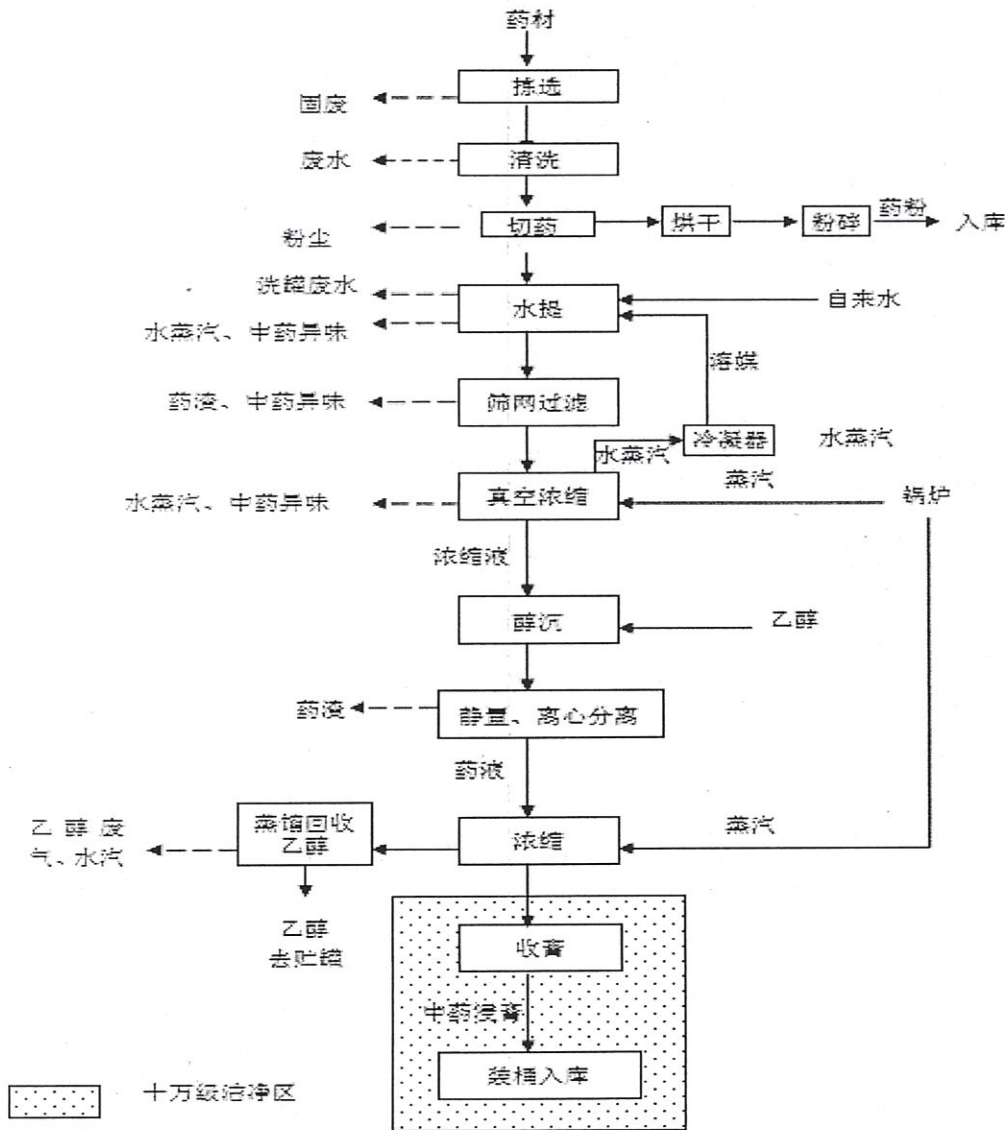 药材
拣选
固废
清洗
废水
切药
烘干
粉碎
药粉
入库
粉尘
洗罐废水
水提
自来水
水蒸汽、中药异味
溶媒
药渣、中药异味
筛网过滤
冷凝器
水蒸汽
水蒸汽
蒸汽
水蒸汽、中药异味
真空浓缩
锅炉
浓缩液
醇沉
乙醇
药渣
静量、离心分离
药液
乙醇废
气、水汽
蒸馏回收
乙醇
浓缩
蒸汽
乙醇
去贮罐
收膏
中药浸膏
装桶入库
十万级洁净区